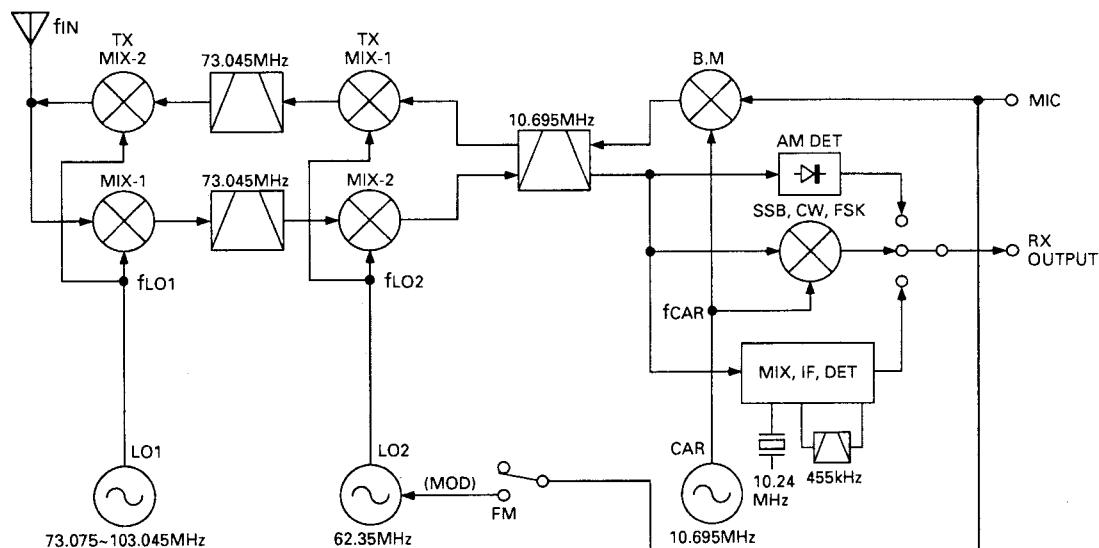 fIN
TX
MIX-2
73.045MHz
TX
MIX-1
B.M
MIC
10.695MHz
AM DET
MIX-1
73.045MHz
MIX-2
SSB, CW, FSK
RX
OUTPUT
fLO1
fLO2
fCAR
MIX, IF, DET
LO1
LO2
CAR
(MOD)
FM
10.24
MHz
455kHz
73.075~103.045MHz
62.35MHz
10.695MHz